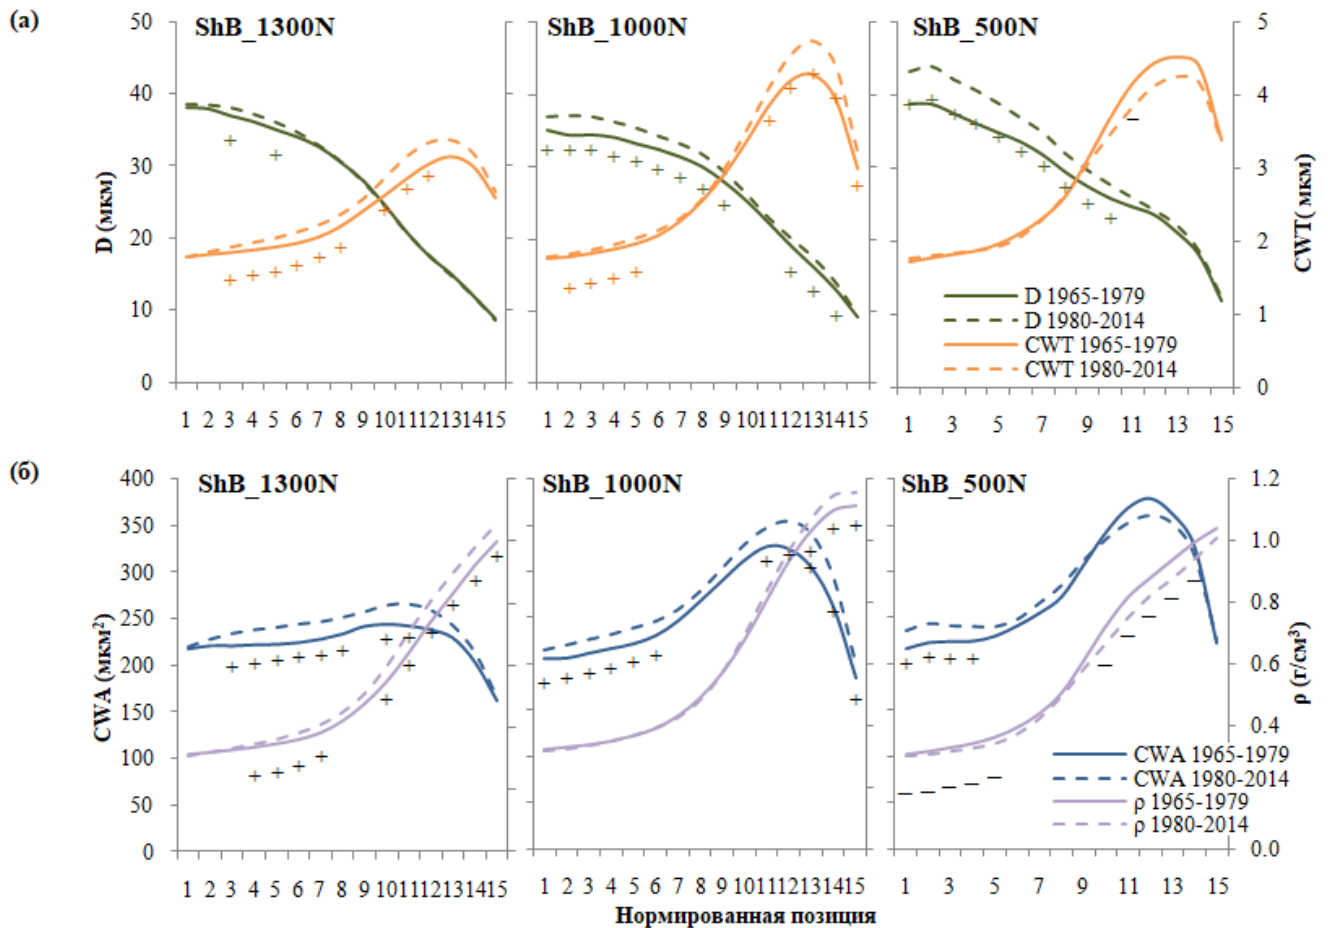 (а)
ShB_1300N
ShB_1000N
ShB_500N
50
40
30
20
10
0
D (мкм)
5
4
3
2
1
0
CWT( мкм)
D 1965-1979
D 1980-2014
CWT 1965-1979
CWT 1980-2014
1 2 3 4 5 6 7 8 9 10 11 12 13 14 15
1 2 3 4 5 6 7 8 9 10 11 12 13 14 15
1 3 5 7 9 11 13 15
(б)
ShB_1300N
ShB_1000N
ShB_500N
400
350
300
250
200
150
100
50
0
CWA (мкм²)
1.2
1.0
0.8
0.6
0.4
0.2
0.0
ρ (г/см³)
CWA 1965-1979
CWA 1980-2014
ρ 1965-1979
ρ 1980-2014
1 2 3 4 5 6 7 8 9 10 11 12 13 14 15
1 2 3 4 5 6 7 8 9 10 11 12 13 14 15
1 3 5 7 9 11 13 15
Нормированная позиция